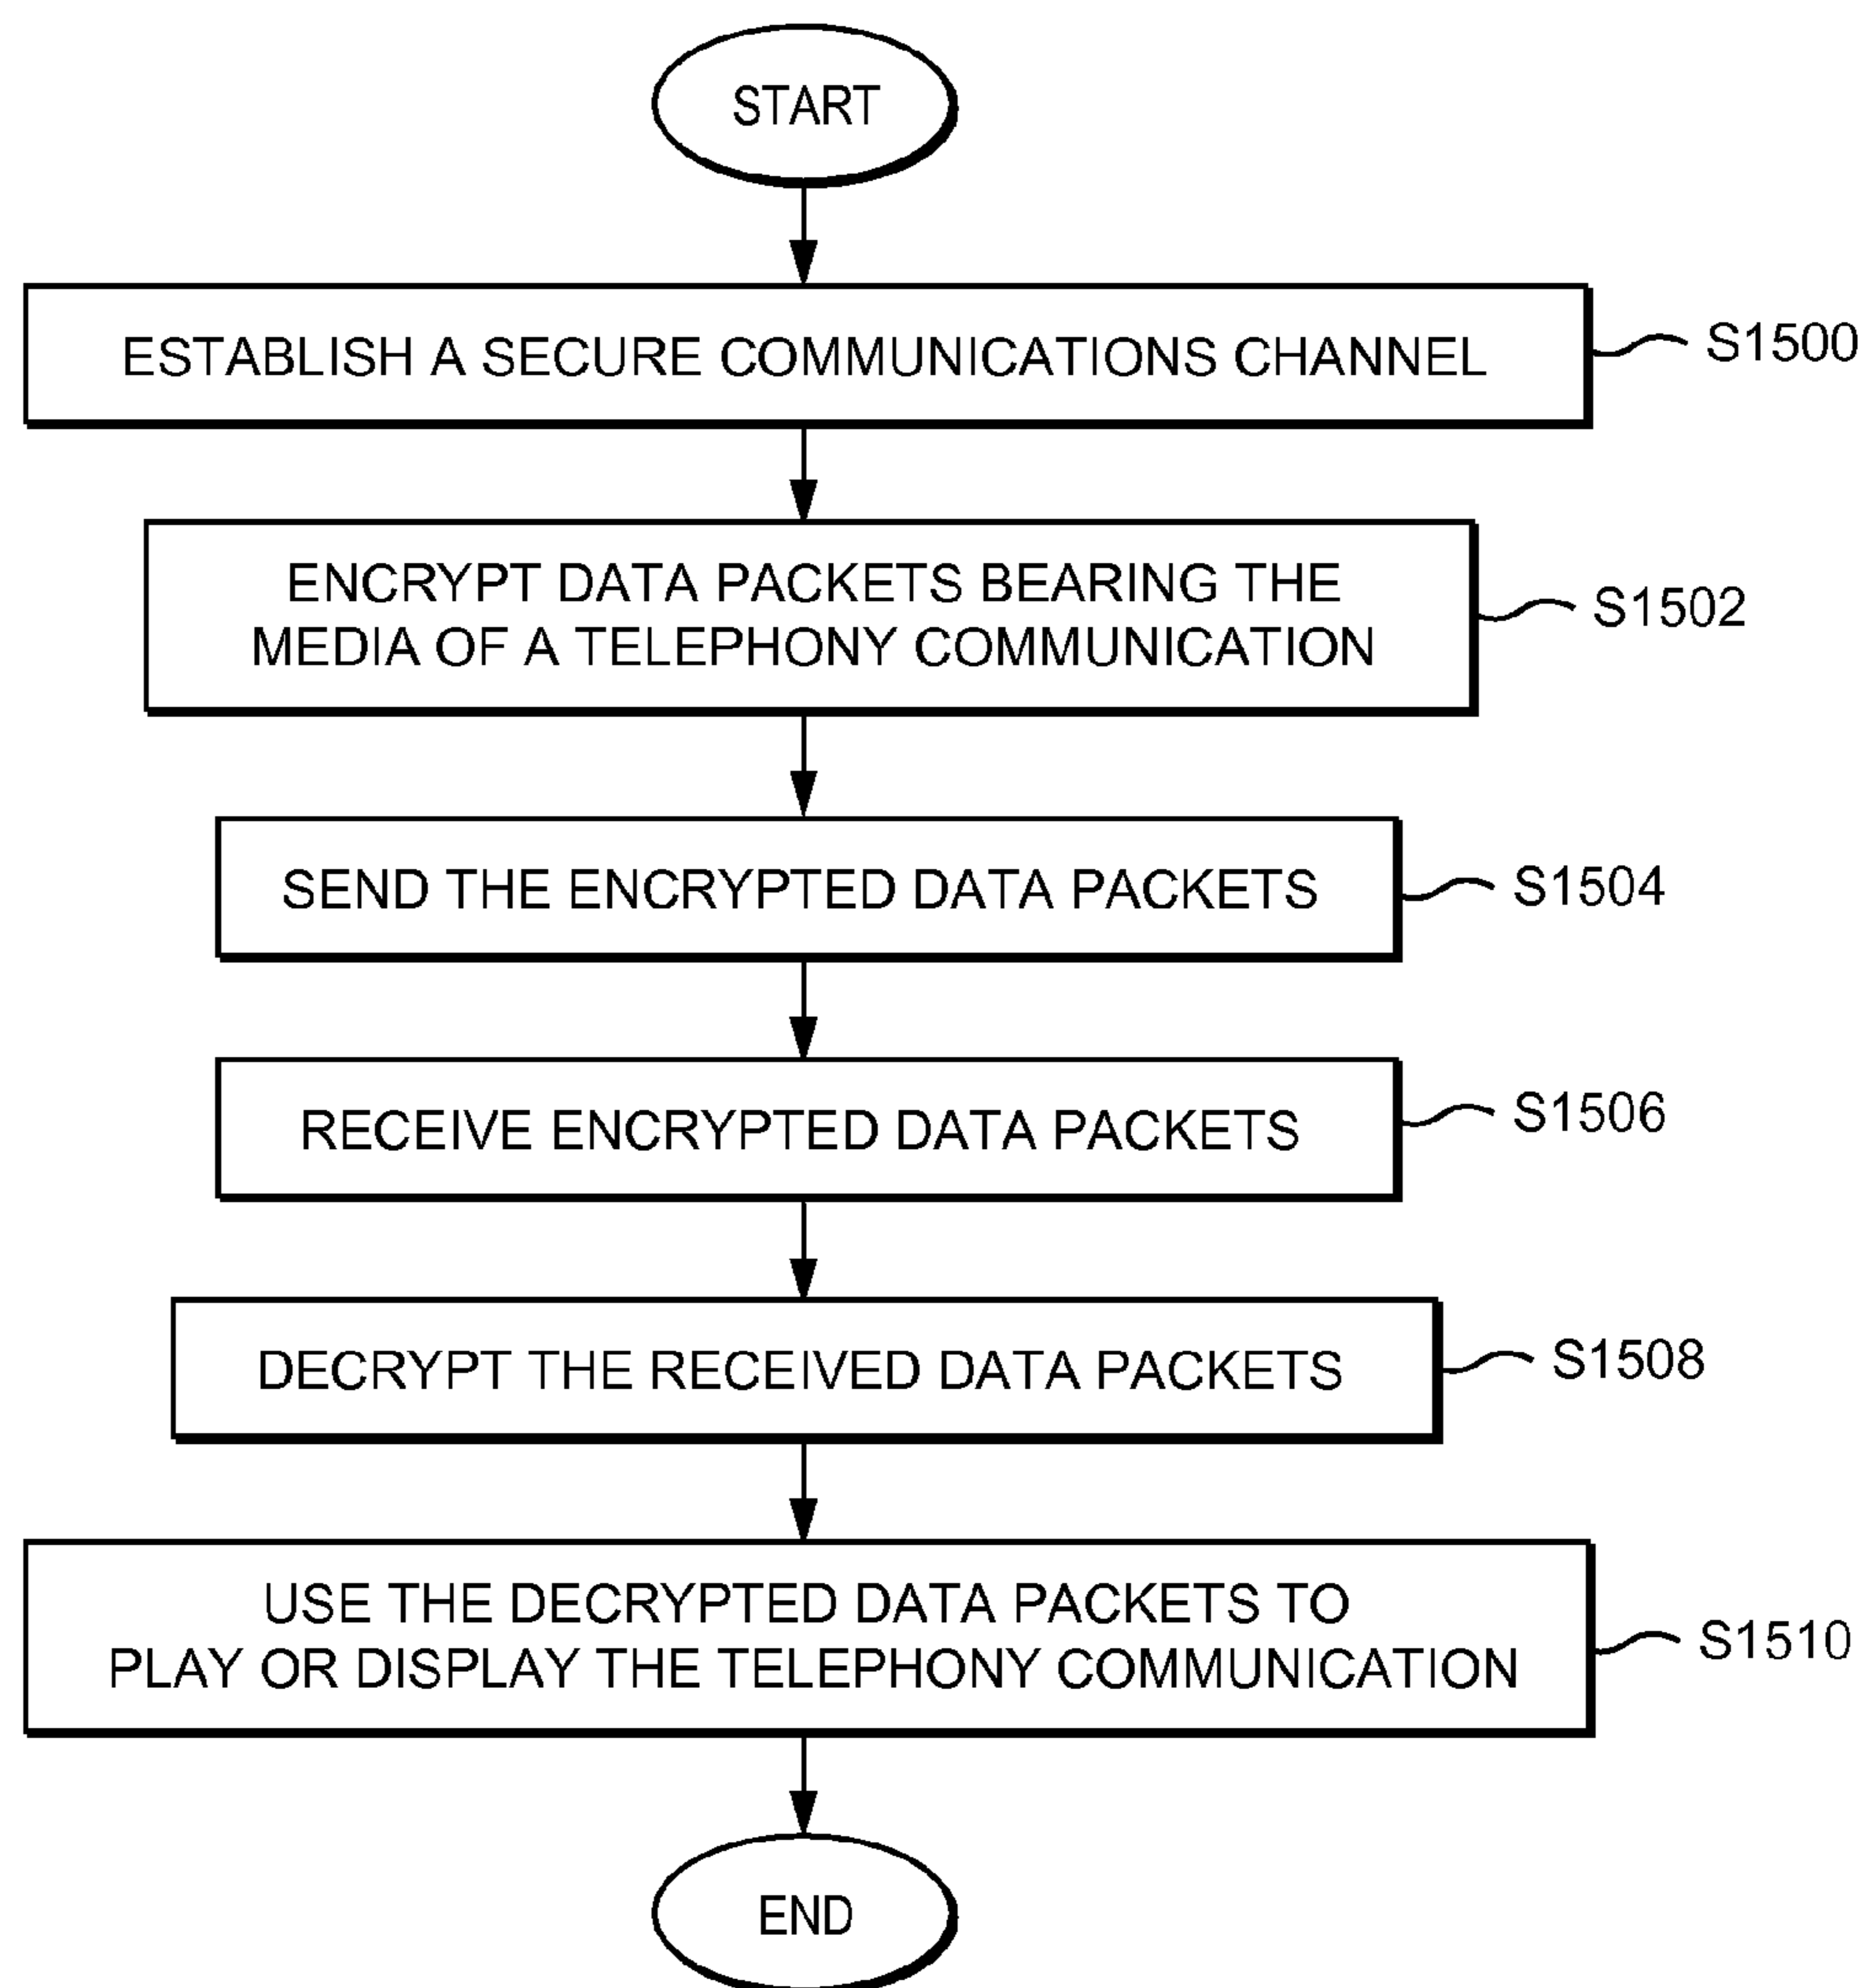 START
ESTABLISH A SECURE COMMUNICATIONS CHANNEL
S1500
ENCRYPT DATA PACKETS BEARING THE
MEDIA OF A TELEPHONY COMMUNICATION
S1502
SEND THE ENCRYPTED DATA PACKETS
S1504
RECEIVE ENCRYPTED DATA PACKETS
S1506
DECRYPT THE RECEIVED DATA PACKETS
S1508
USE THE DECRYPTED DATA PACKETS TO
PLAY OR DISPLAY THE TELEPHONY COMMUNICATION
S1510
END